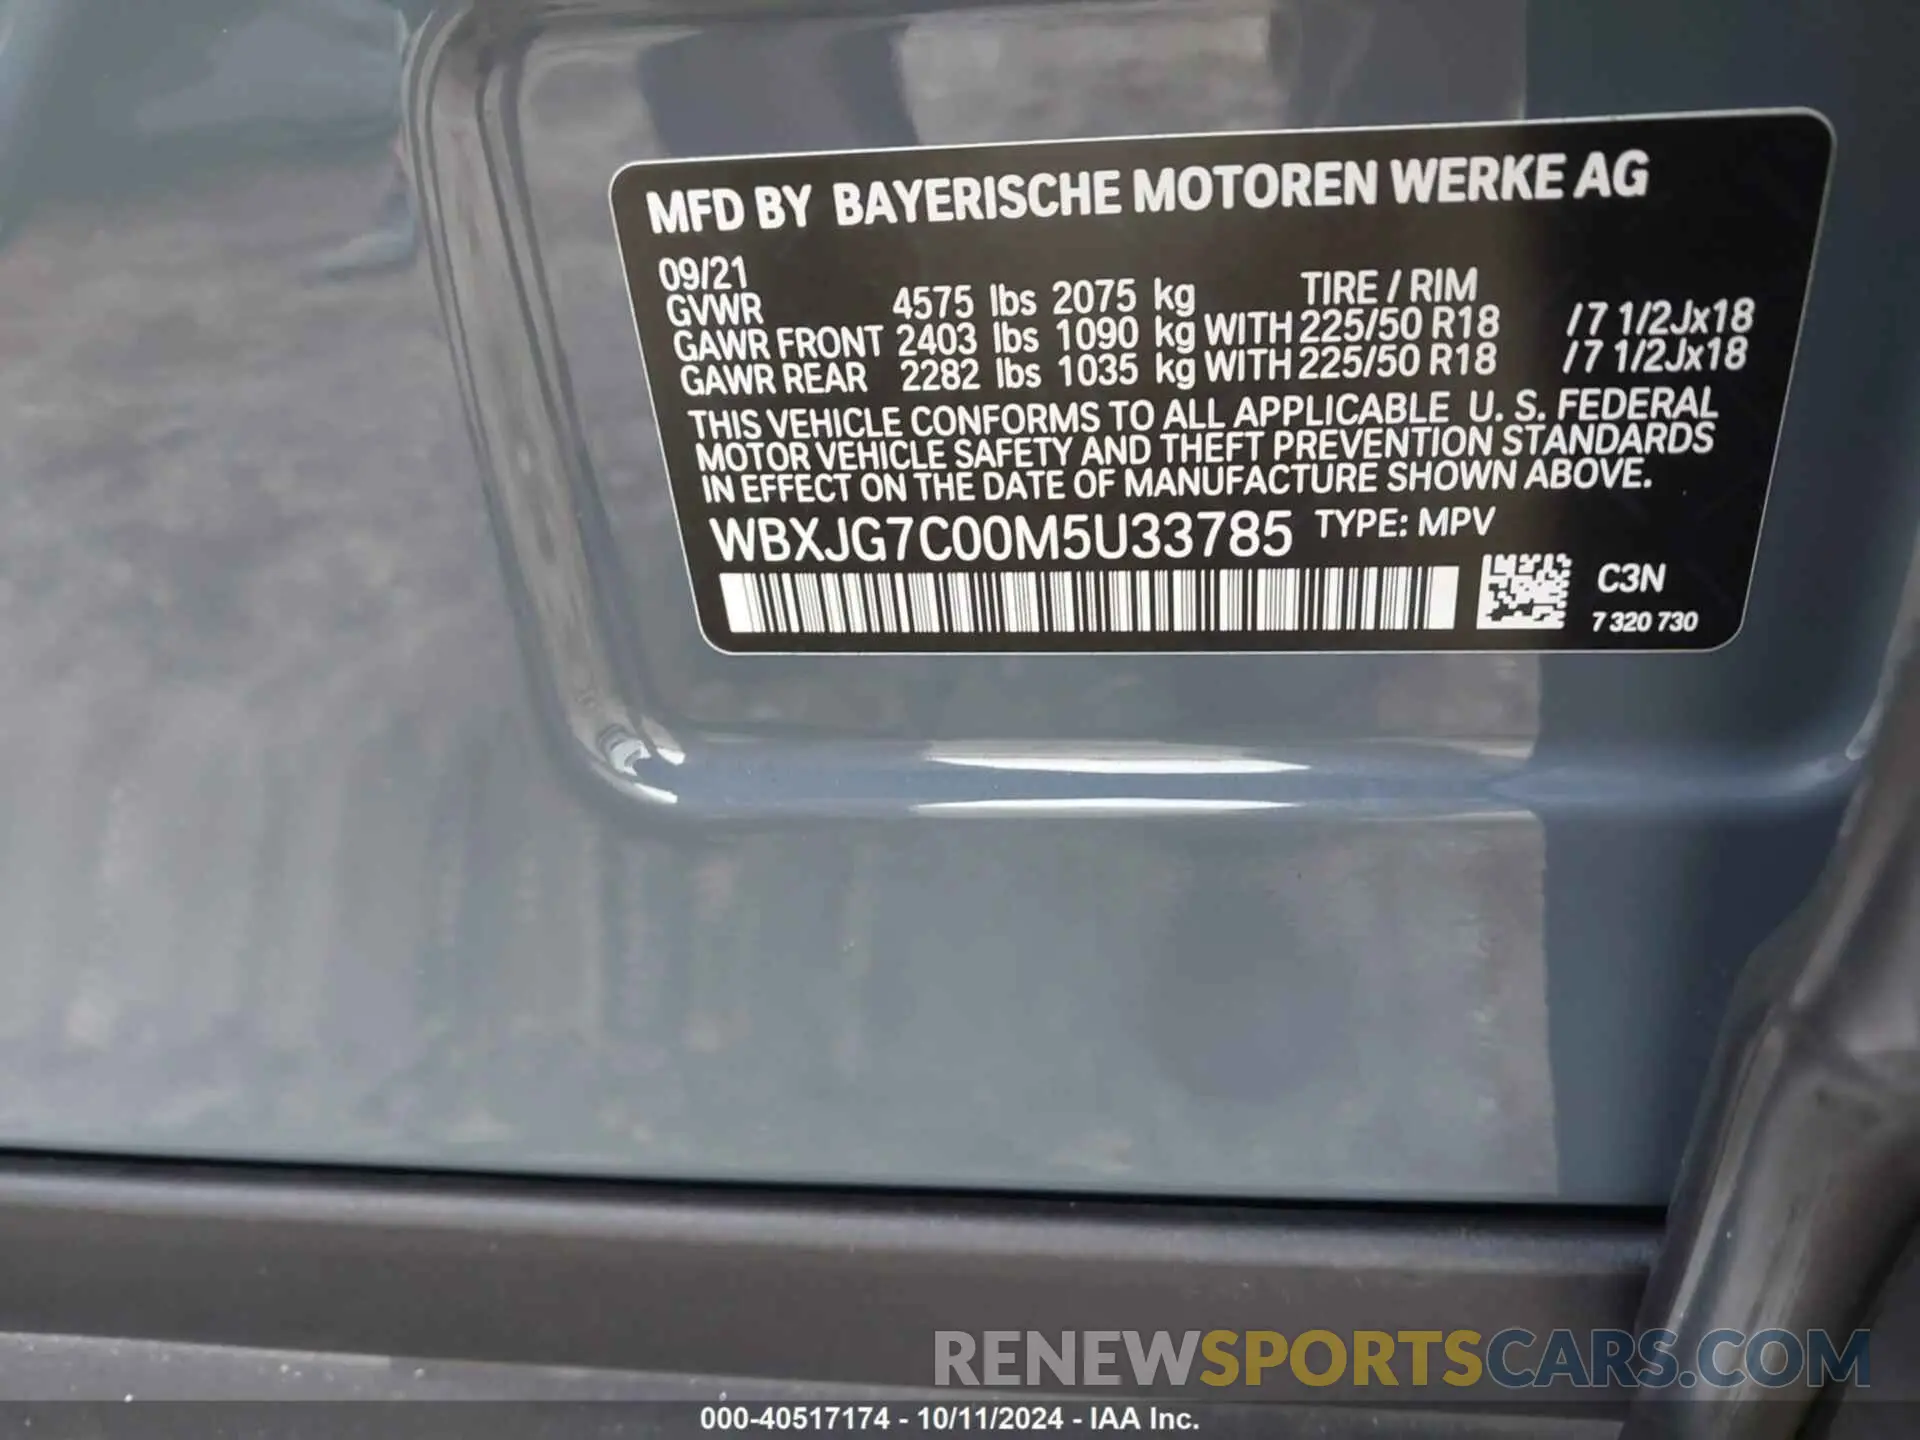 MFD BY BAYERISCHE MOTOREN WERKE AG
09/21
GVWR 4575 lbs 2075 kg TIRE / RIM
GAWR FRONT 2403 lbs 1090 kg WITH 225/50 R18 / 7 1/2Jx18
GAWR REAR 2282 lbs 1035 kg WITH 225/50 R18 / 7 1/2Jx18
THIS VEHICLE CONFORMS TO ALL APPLICABLE U. S. FEDERAL
MOTOR VEHICLE SAFETY AND THEFT PREVENTION STANDARDS
IN EFFECT ON THE DATE OF MANUFACTURE SHOWN ABOVE.
WBXJG7C00M5U33785 TYPE: MPV
C3N
7 320 730
RENEWSPORTSCARS.COM
000-40517174 - 10/11/2024 - IAA Inc.